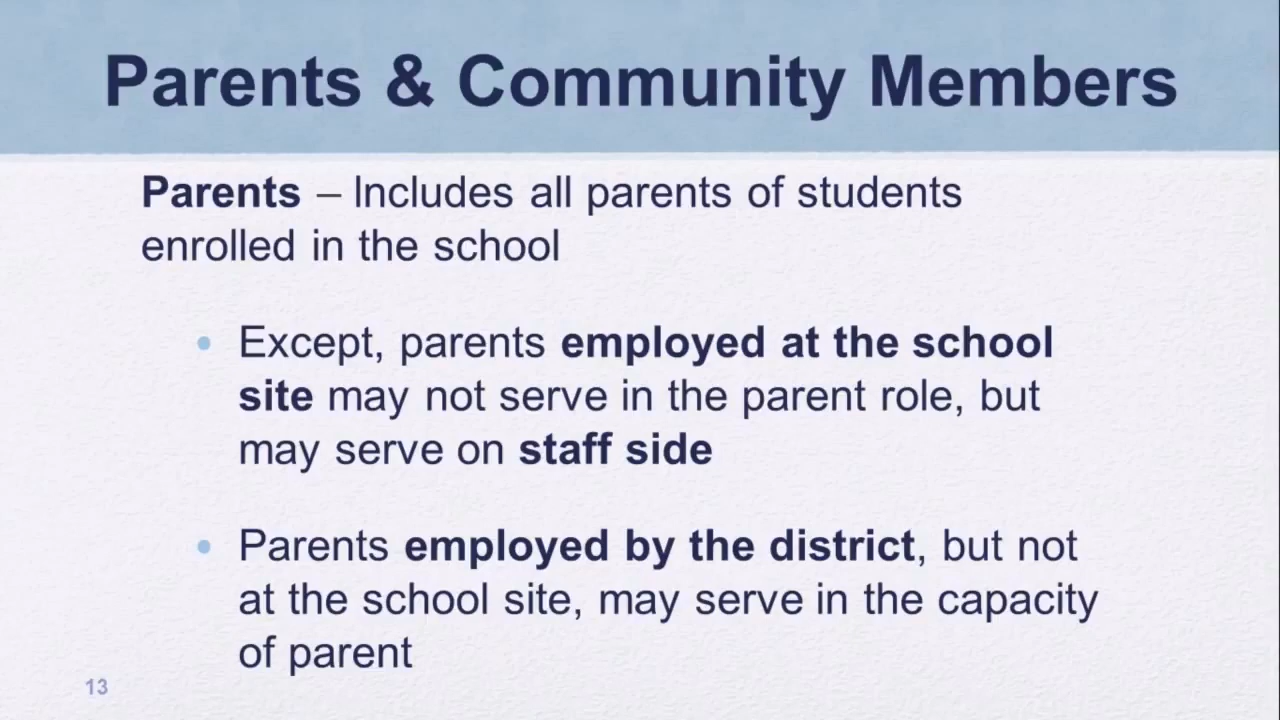 Parents & Community Members
Parents – Includes all parents of students
enrolled in the school
• Except, parents employed at the school
site may not serve in the parent role, but
may serve on staff side
• Parents employed by the district, but not
at the school site, may serve in the capacity
of parent
13